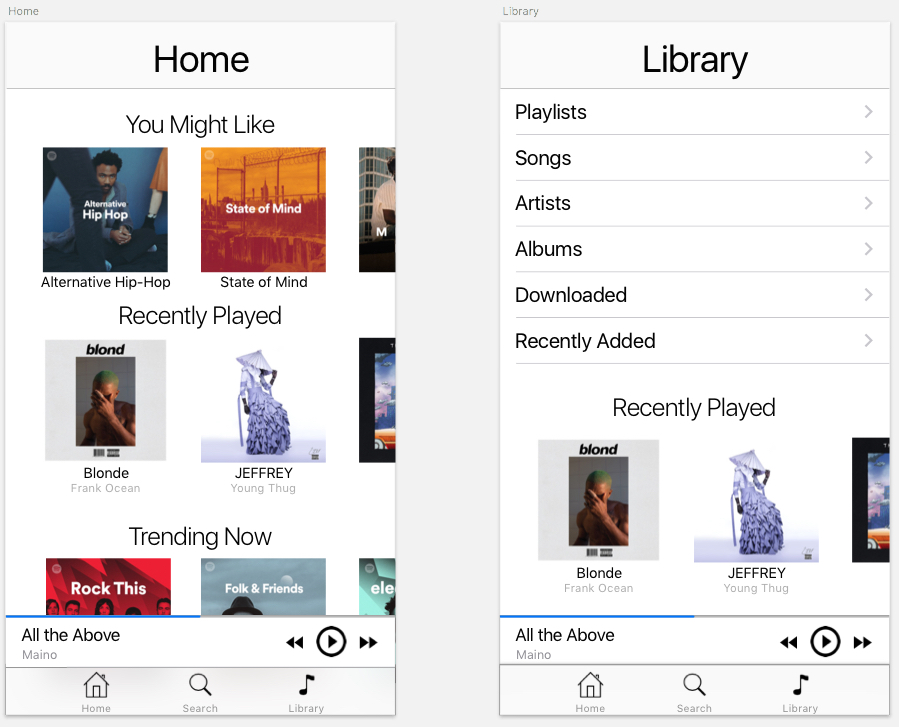 Home
Home
You Might Like
Alternative
Hip Hop
State of Mind
M
Alternative Hip-Hop
State of Mind
Recently Played
blond
Blonde
Frank Ocean
JEFFREY
Young Thug
Trending Now
Rock This
Folk & Friends
ele
All the Above
Maino
Home
Search
Library
Library
Library
Playlists
Songs
Artists
Albums
Downloaded
Recently Added
Recently Played
blond
Blonde
Frank Ocean
JEFFREY
Young Thug
All the Above
Maino
Home
Search
Library